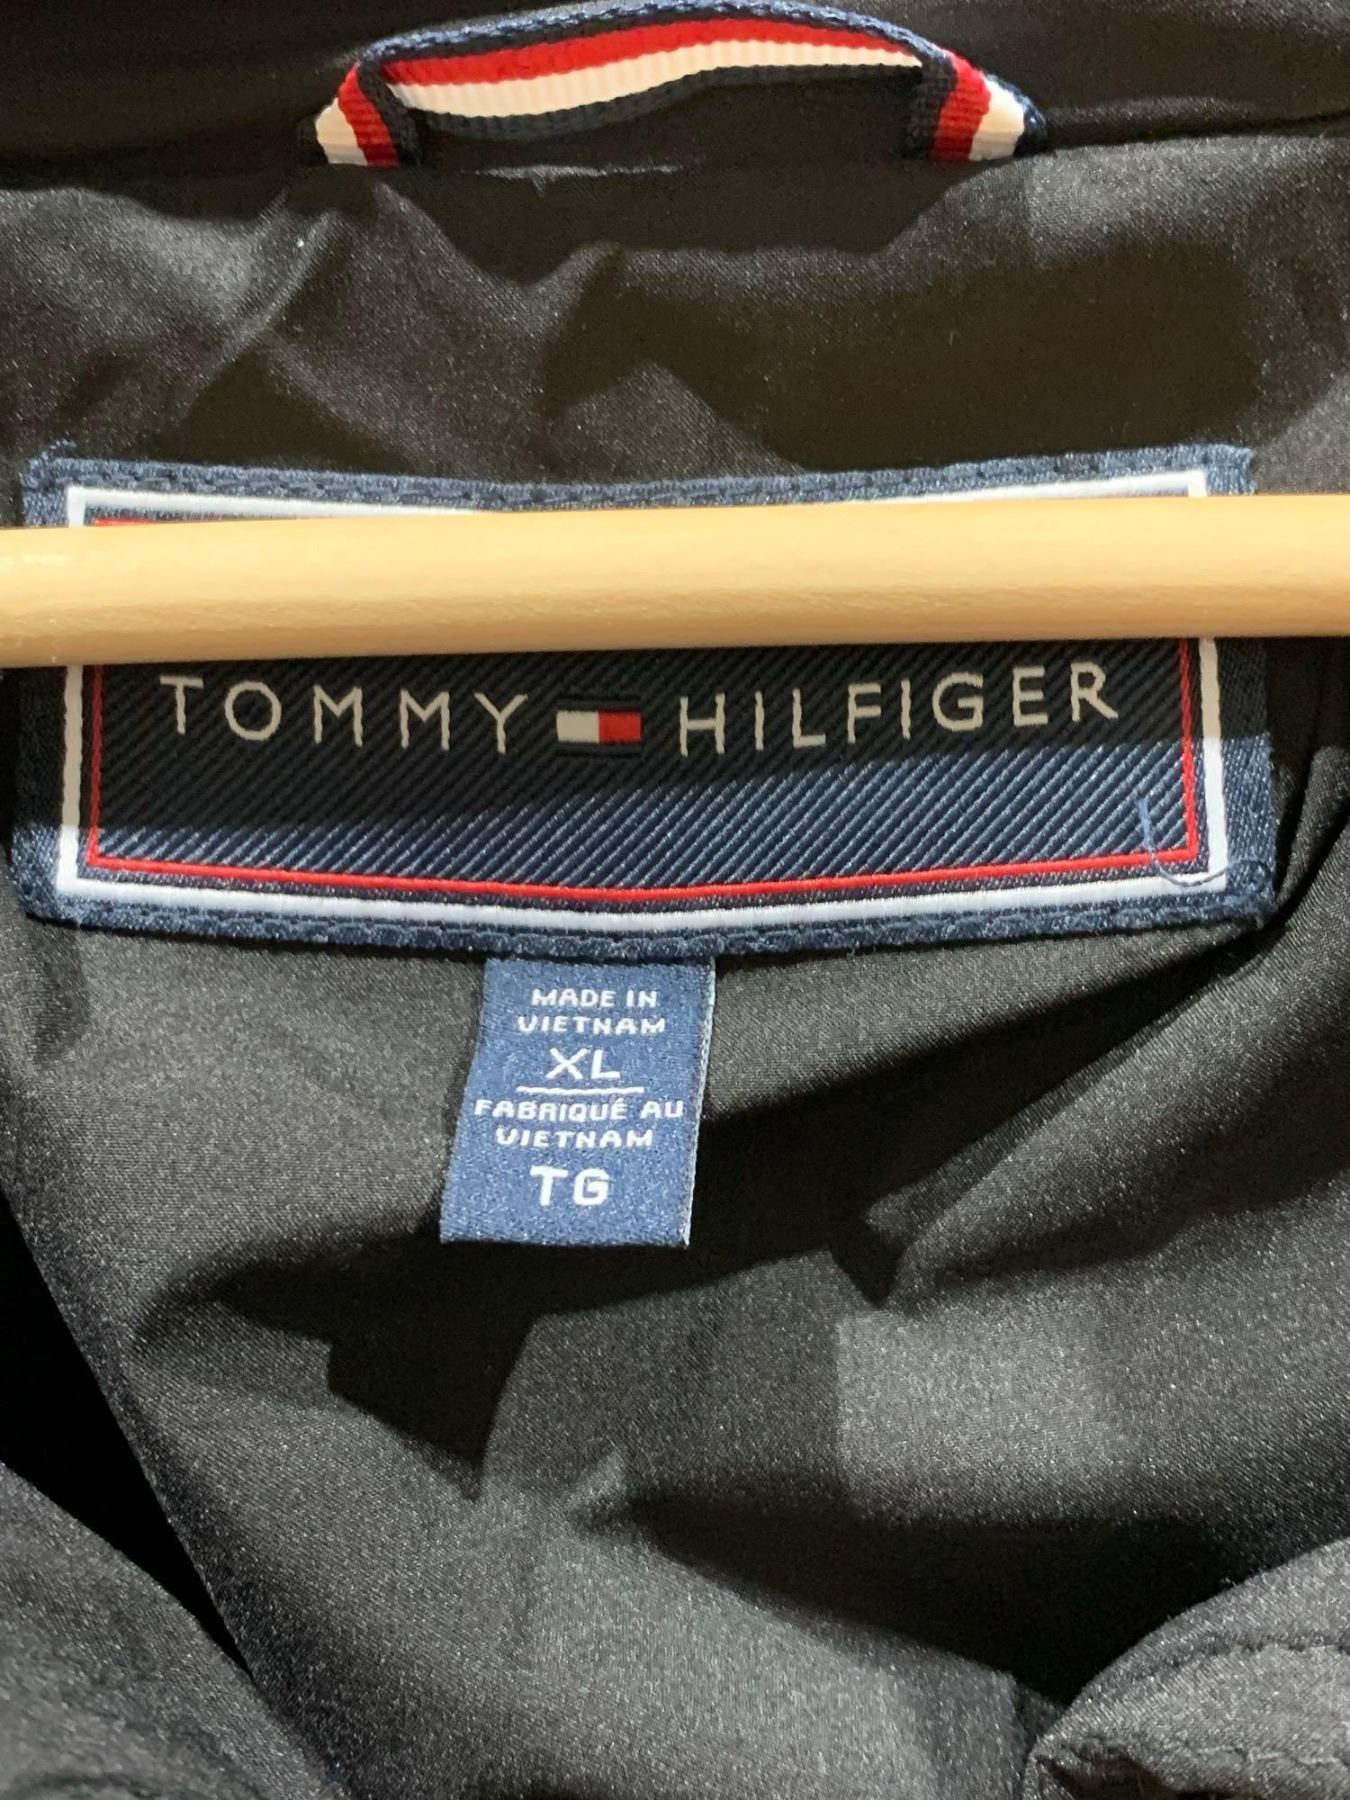 TOMMY HILFIGER
MADE IN
VIETNAM
XL
FABRIQUÉ AU
VIETNAM
TG